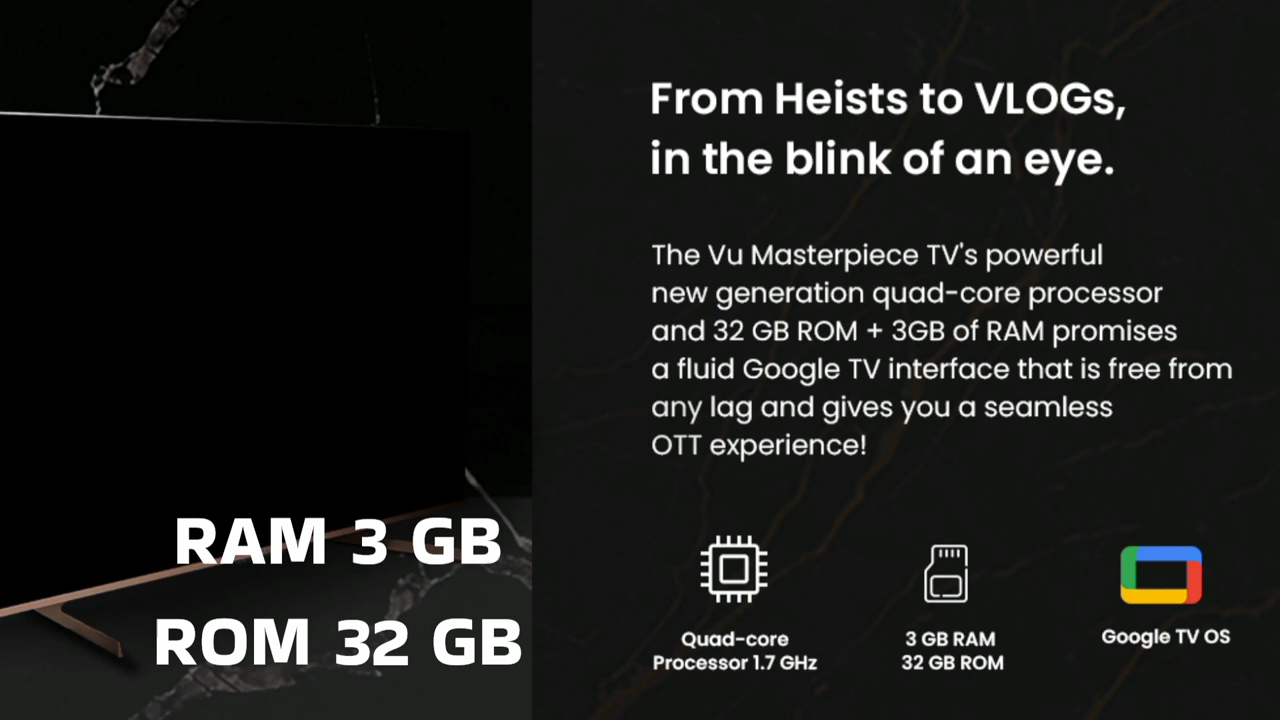 From Heists to VLOGs,
in the blink of an eye.
The Vu Masterpiece TV's powerful
new generation quad-core processor
and 32 GB ROM + 3GB of RAM promises
a fluid Google TV interface that is free from
any lag and gives you a seamless
OTT experience!
RAM 3 GB
ROM 32 GB
Quad-core
Processor 1.7 GHz
3 GB RAM
32 GB ROM
Google TV OS